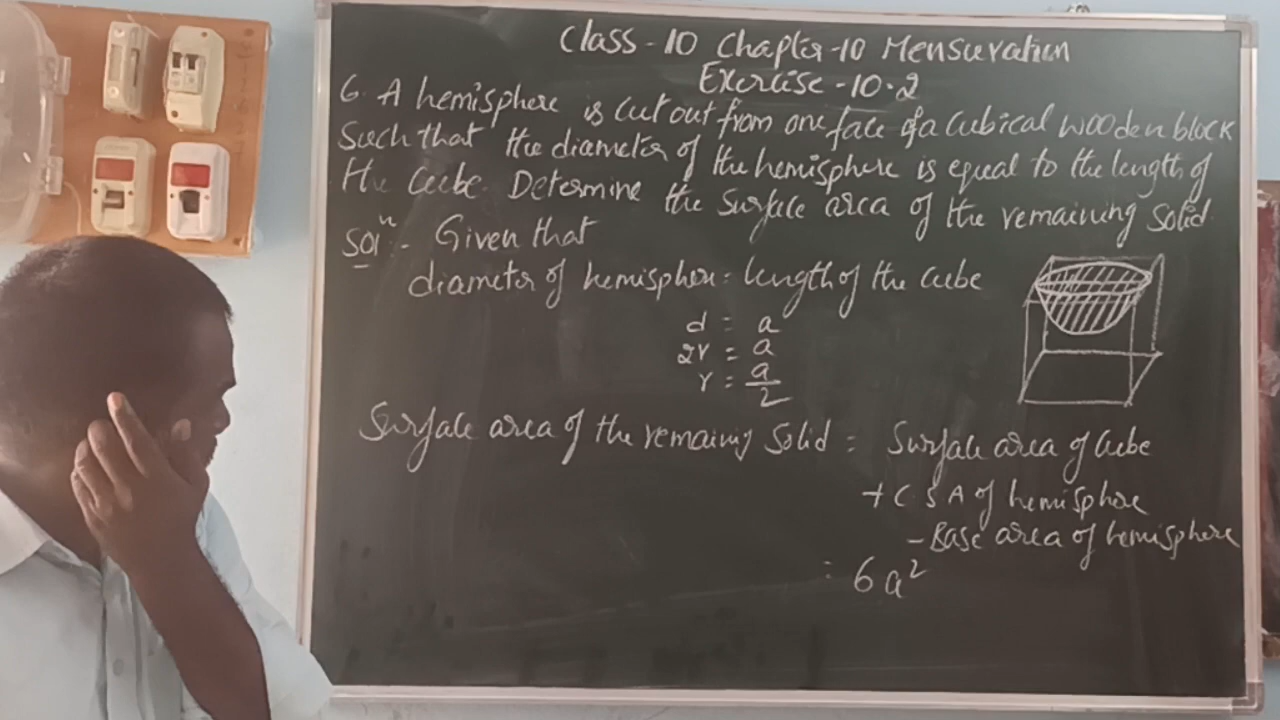 Class - 10 Chapter-10 Mensuration
Exercise - 10.2
6. A hemisphere is cut out from one face of a cubical wooden block
such that the diameter of the hemisphere is equal to the length of
the cube. Determine the surface area of the remaining solid.
Solⁿ:- Given that
diameter of hemisphere = length of the cube
d = a
2r = a
r = a/2
Surface area of the remaining solid = Surface area of cube
+ C S A of hemisphere
- Base area of hemisphere
= 6a²